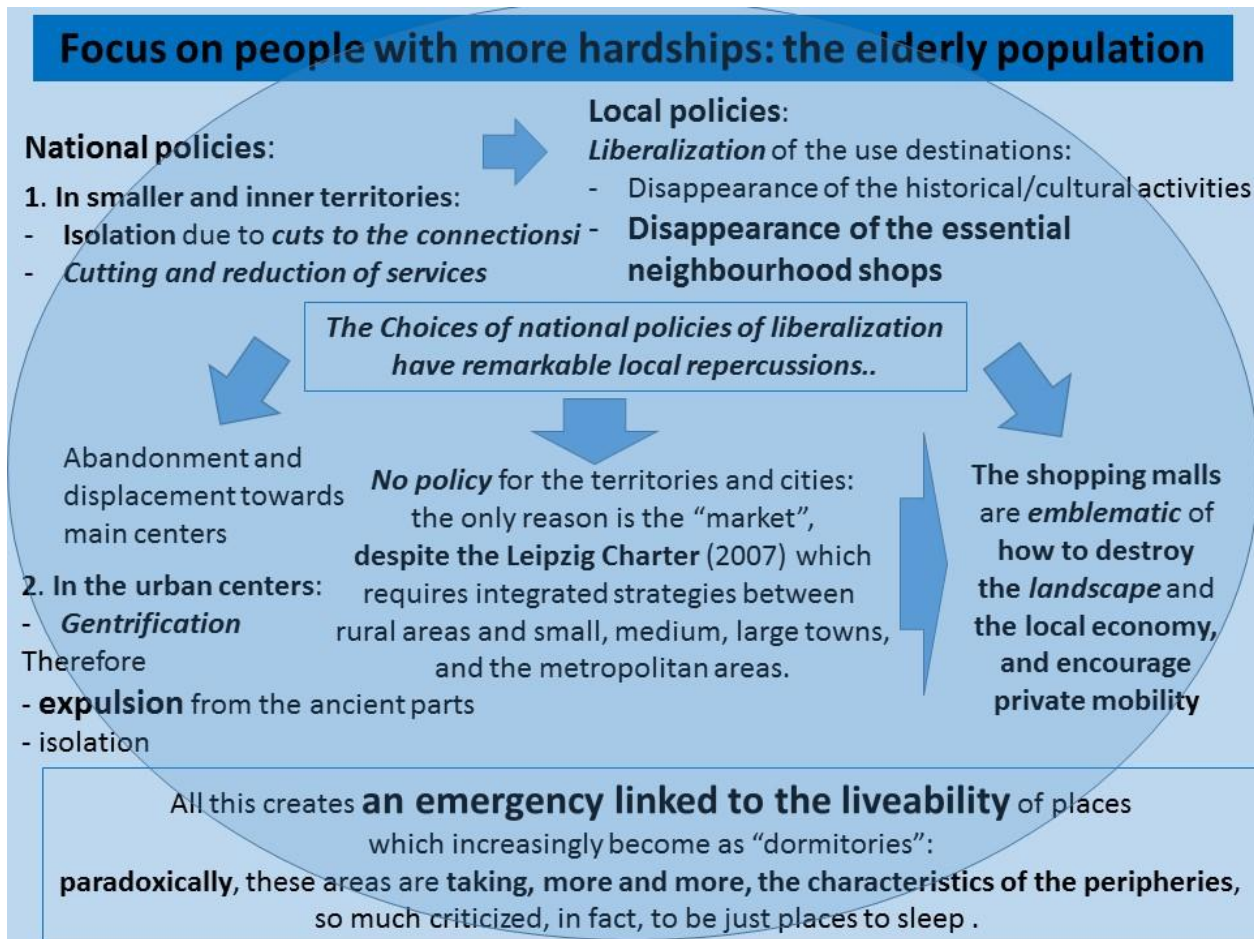 Focus on people with more hardships: the elderly population
National policies:
1. In smaller and inner territories:
- Isolation due to cuts to the connectionsi
- Cutting and reduction of services
Local policies:
Liberalization of the use destinations:
- Disappearance of the historical/cultural activities
- Disappearance of the essential
neighbourhood shops
The Choices of national policies of liberalization
have remarkable local repercussions..
Abandonment and
displacement towards
main centers
2. In the urban centers:
- Gentrification
Therefore
- expulsion from the ancient parts
- isolation
No policy for the territories and cities:
the only reason is the “market”,
despite the Leipzig Charter (2007) which
requires integrated strategies between
rural areas and small, medium, large towns,
and the metropolitan areas.
The shopping malls
are emblematic of
how to destroy
the landscape and
the local economy,
and encourage
private mobility
All this creates an emergency linked to the liveability of places
which increasingly become as “dormitories”:
paradoxically, these areas are taking, more and more, the characteristics of the peripheries,
so much criticized, in fact, to be just places to sleep .